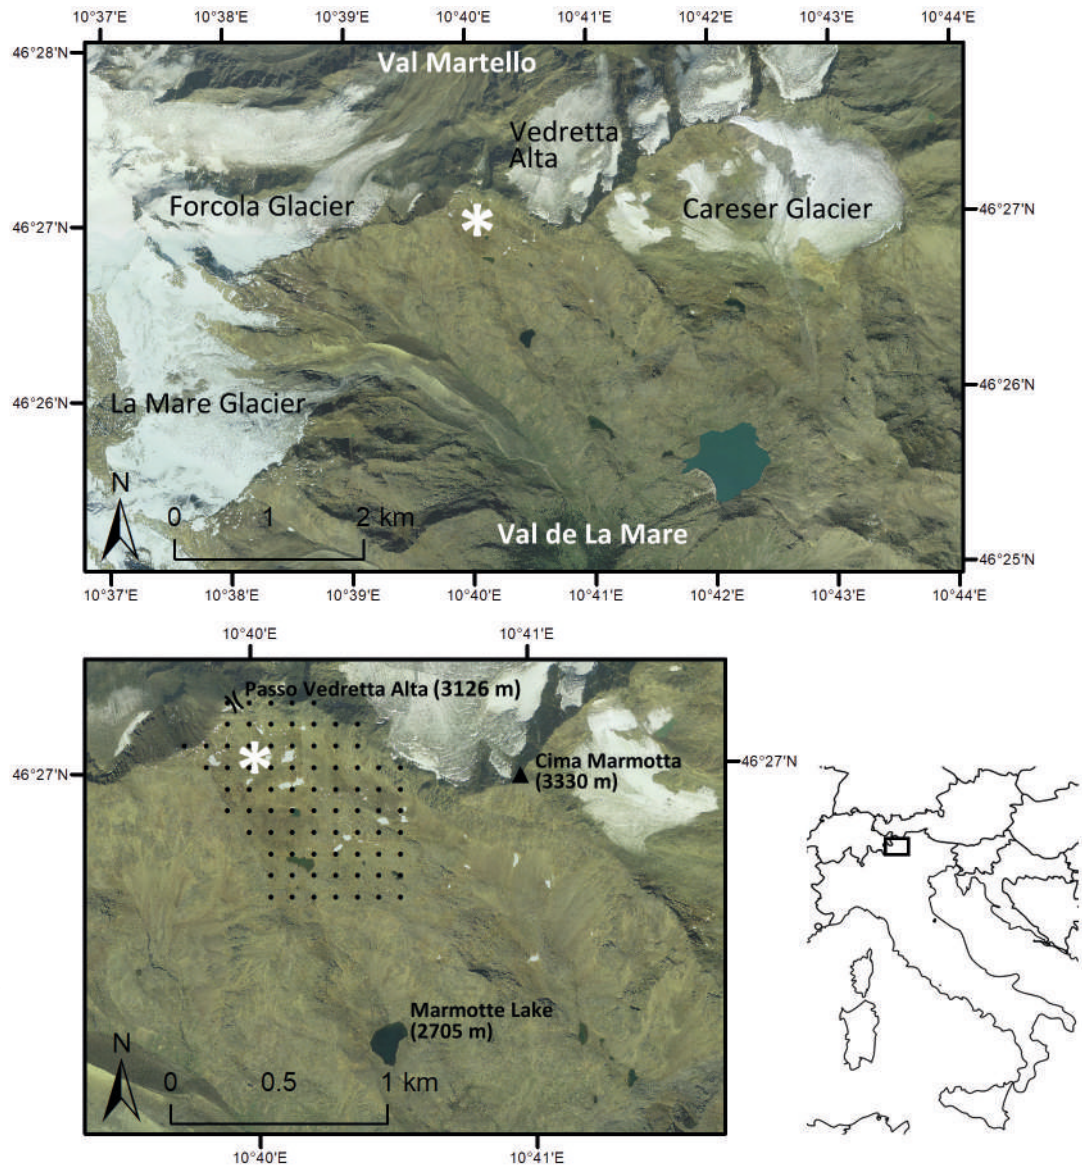 10°37'E 10°38'E 10°39'E 10°40'E 10°41'E 10°42'E 10°43'E 10°44'E
46°28'N
Val Martello
Vedretta
Alta
Forcola Glacier
Careser Glacier
46°27'N
46°27'N
La Mare Glacier
46°26'N
46°26'N
N
0 1 2 km
Val de La Mare
46°25'N
10°37'E 10°38'E 10°39'E 10°40'E 10°41'E 10°42'E 10°43'E 10°44'E
10°40'E 10°41'E
Passo Vedretta Alta (3126 m)
Cima Marmotta
(3330 m)
46°27'N
46°27'N
Marmotte Lake
(2705 m)
N
0 0.5 1 km
10°40'E 10°41'E